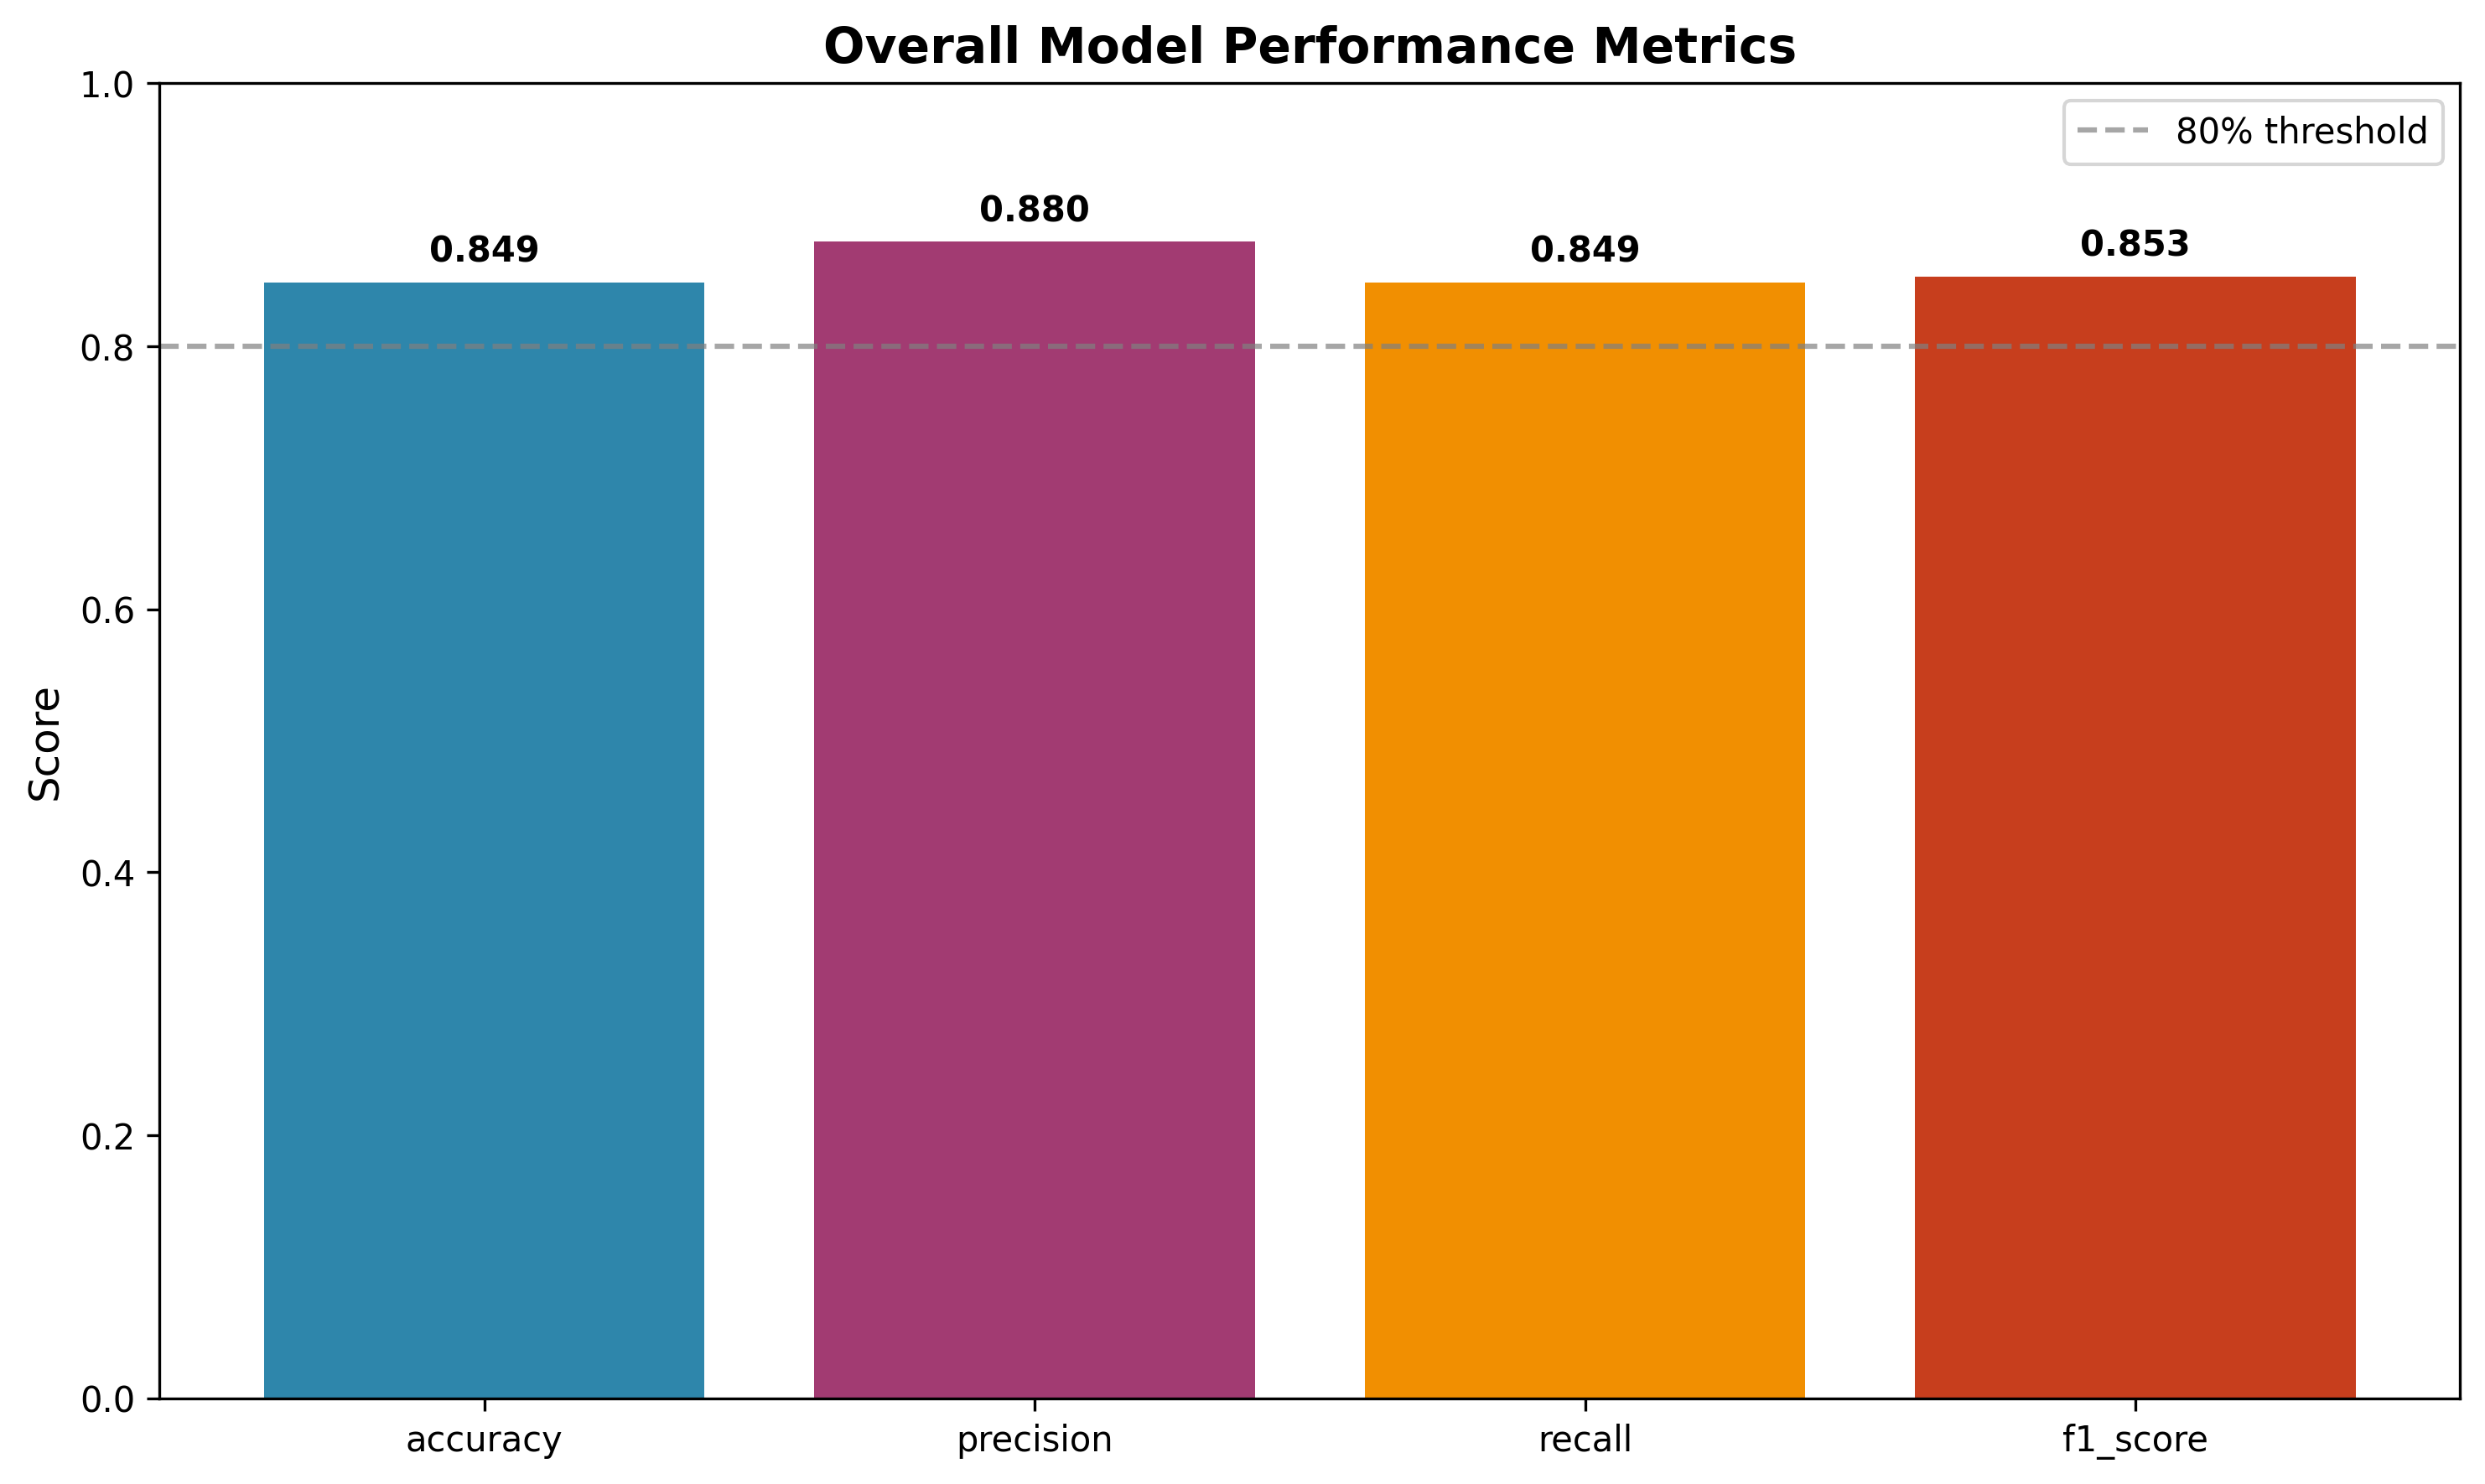 Overall Model Performance Metrics
1.0
80% threshold
0.849
0.880
0.849
0.853
0.8
0.6
Score
0.4
0.2
0.0
accuracy
precision
recall
f1_score